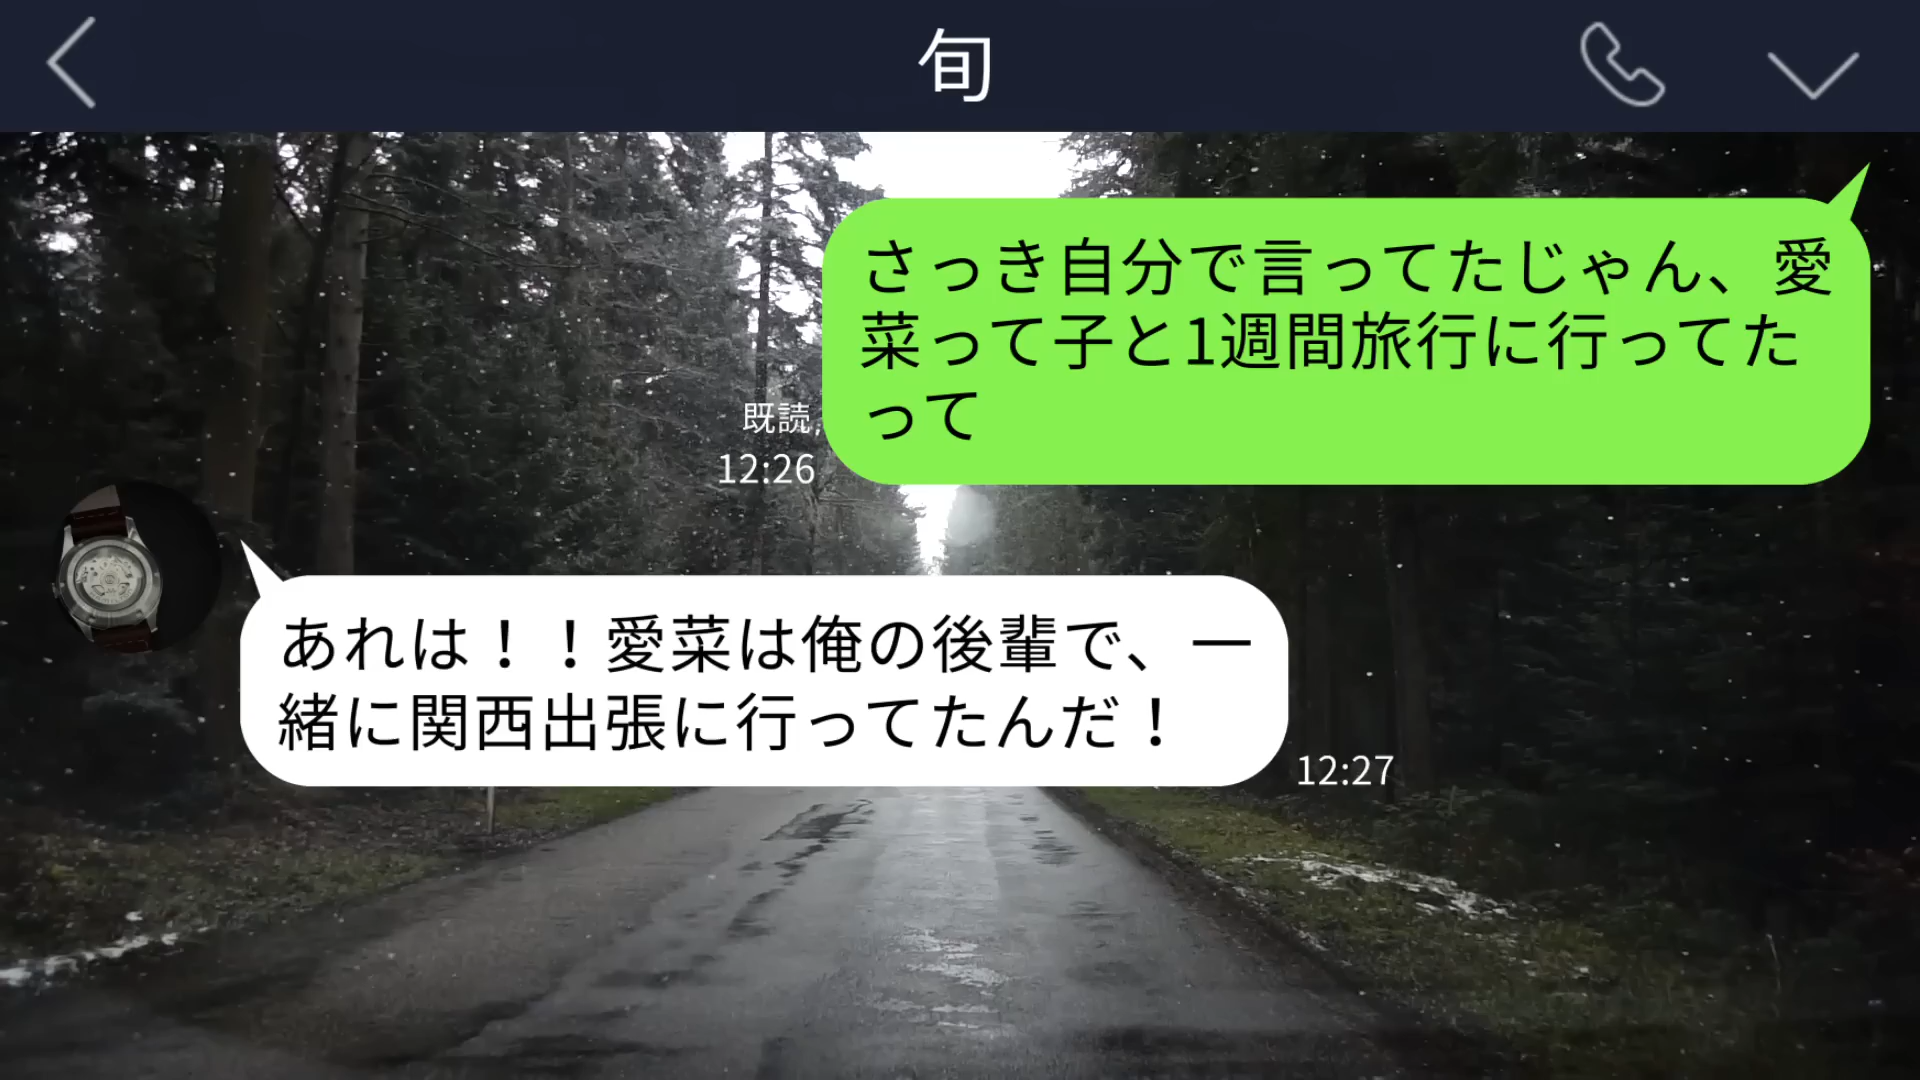 旬
さっき自分で言ってたじゃん、愛
菜って子と1週間旅行に行ってた
って
既読,
12:26
あれは！！愛菜は俺の後輩で、一
緒に関西出張に行ってたんだ！
12:27